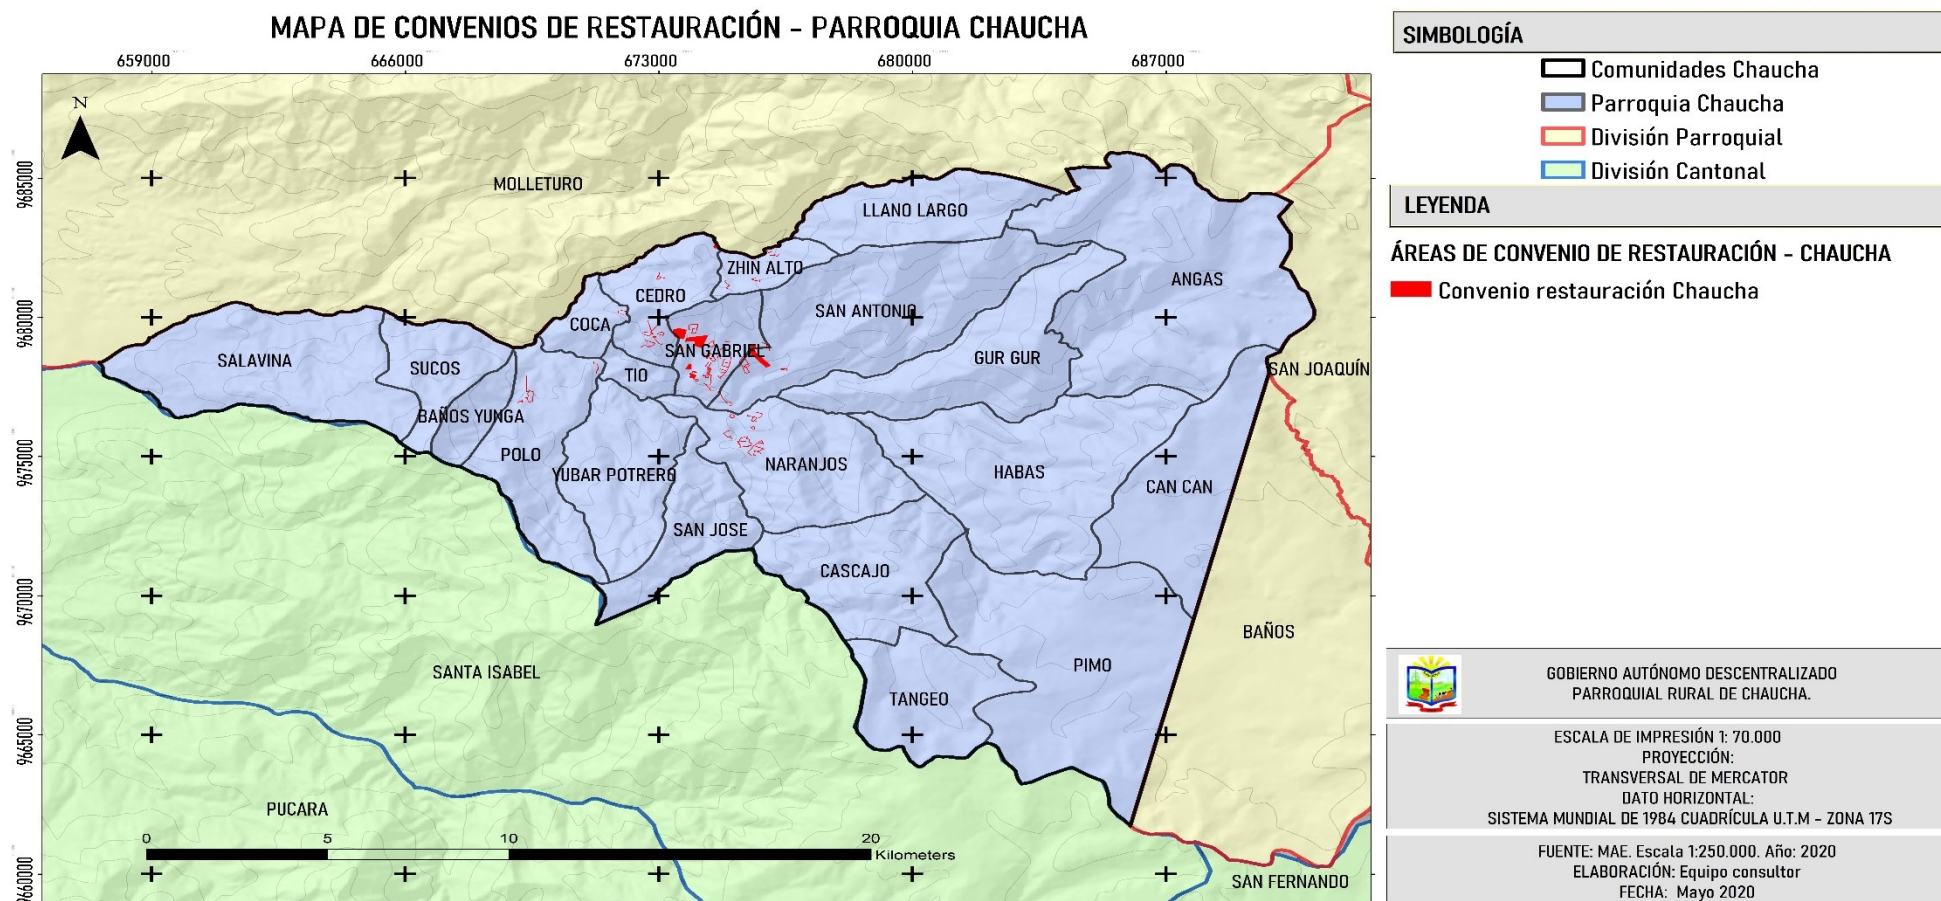 MAPA DE CONVENIOS DE RESTAURACIÓN - PARROQUIA CHAUCHA
659000 666000 673000 680000 687000
N
9685000
9680000
9675000
9670000
9665000
9660000
MOLLETURO
LLANO LARGO
ZHIN ALTO
ANGAS
CEDRO
SAN ANTONIO
COCA
SAN GABRIEL
GUR GUR
SALAVINA
SUCOS
TIO
SAN JOAQUÍN
BAÑOS YUNGA
POLO
YUBAR POTRERO
NARANJOS
HABAS
CAN CAN
SAN JOSE
CASCAJO
BAÑOS
PIMO
SANTA ISABEL
TANGEO
PUCARA
SAN FERNANDO
0 5 10 20
Kilometers
SIMBOLOGÍA
Comunidades Chaucha
Parroquia Chaucha
División Parroquial
División Cantonal
LEYENDA
ÁREAS DE CONVENIO DE RESTAURACIÓN - CHAUCHA
Convenio restauración Chaucha
GOBIERNO AUTÓNOMO DESCENTRALIZADO
PARROQUIAL RURAL DE CHAUCHA.
ESCALA DE IMPRESIÓN 1: 70.000
PROYECCIÓN:
TRANSVERSAL DE MERCATOR
DATO HORIZONTAL:
SISTEMA MUNDIAL DE 1984 CUADRÍCULA U.T.M - ZONA 17S
FUENTE: MAE. Escala 1:250.000. Año: 2020
ELABORACIÓN: Equipo consultor
FECHA: Mayo 2020